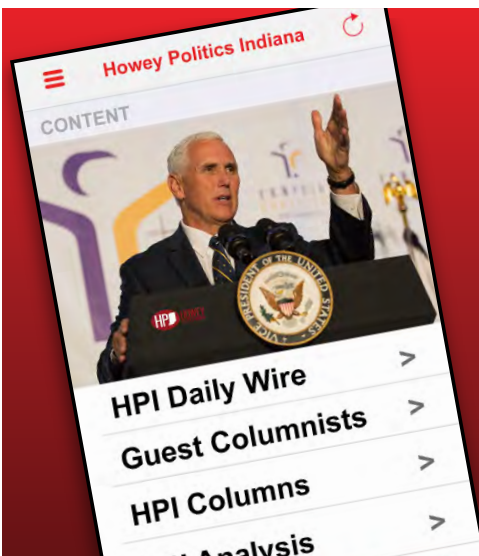 Howey Politics Indiana
CONTENT
HPI
VICE PRESIDENT OF THE UNITED STATES
HPI Daily Wire >
Guest Columnists >
HPI Columns >
Analysis >